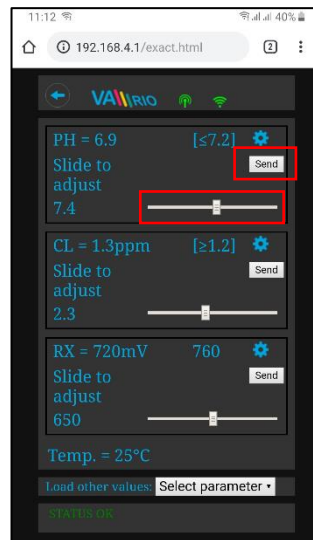 11:12 40%
192.168.4.1/exact.html 2
VA RIO
PH = 6.9 [≤7.2]
Slide to Send
adjust
7.4
CL = 1.3ppm [≥1.2]
Slide to Send
adjust
2.3
RX = 720mV 760
Slide to Send
adjust
650
Temp. = 25°C
Load other values: Select parameter
STATUS OK